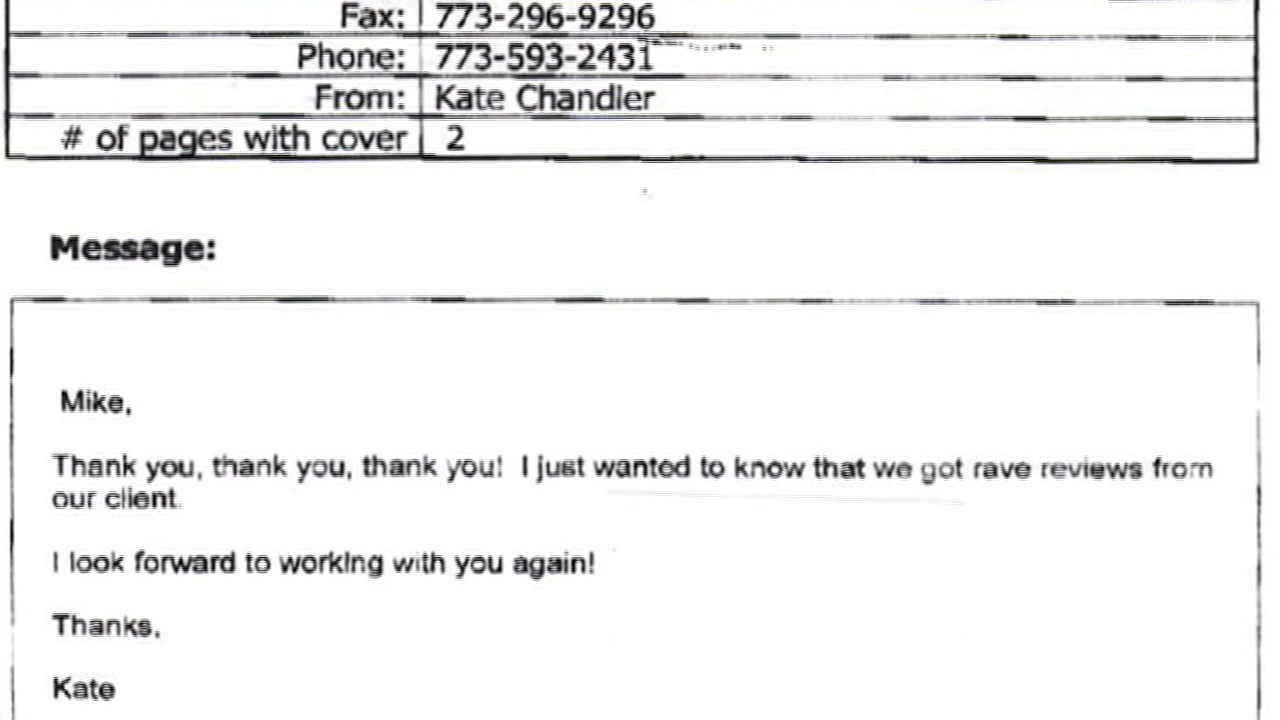 Fax: 773-296-9296
Phone: 773-593-2431
From: Kate Chandler
# of pages with cover 2
Message:
Mike,
Thank you, thank you, thank you! I just wanted to know that we got rave reviews from
our client.
I look forward to working with you again!
Thanks,
Kate